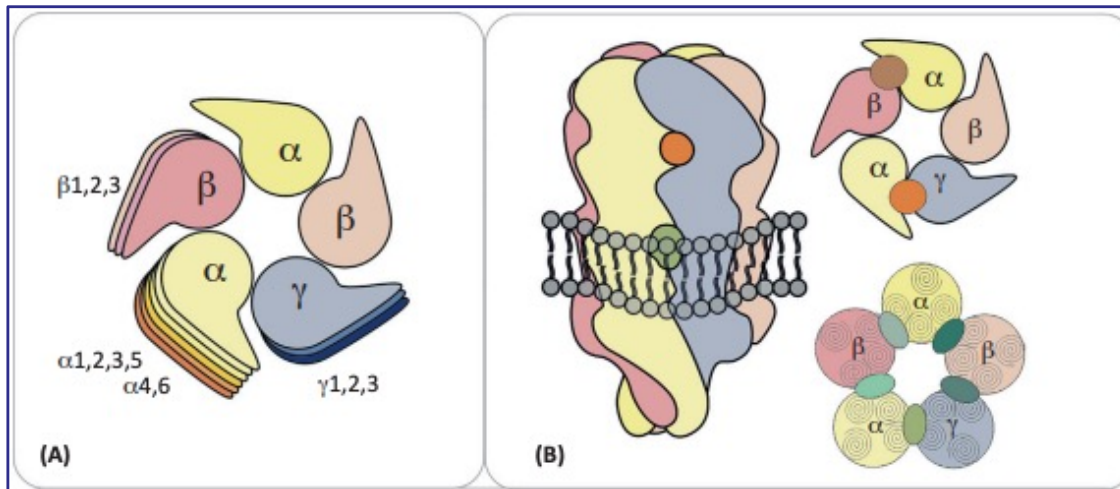 α
β1,2,3
β
β
α
γ
α1,2,3,5
α4,6
γ1,2,3
(A)
α
β
β
α
γ
α
β
β
α
γ
(B)